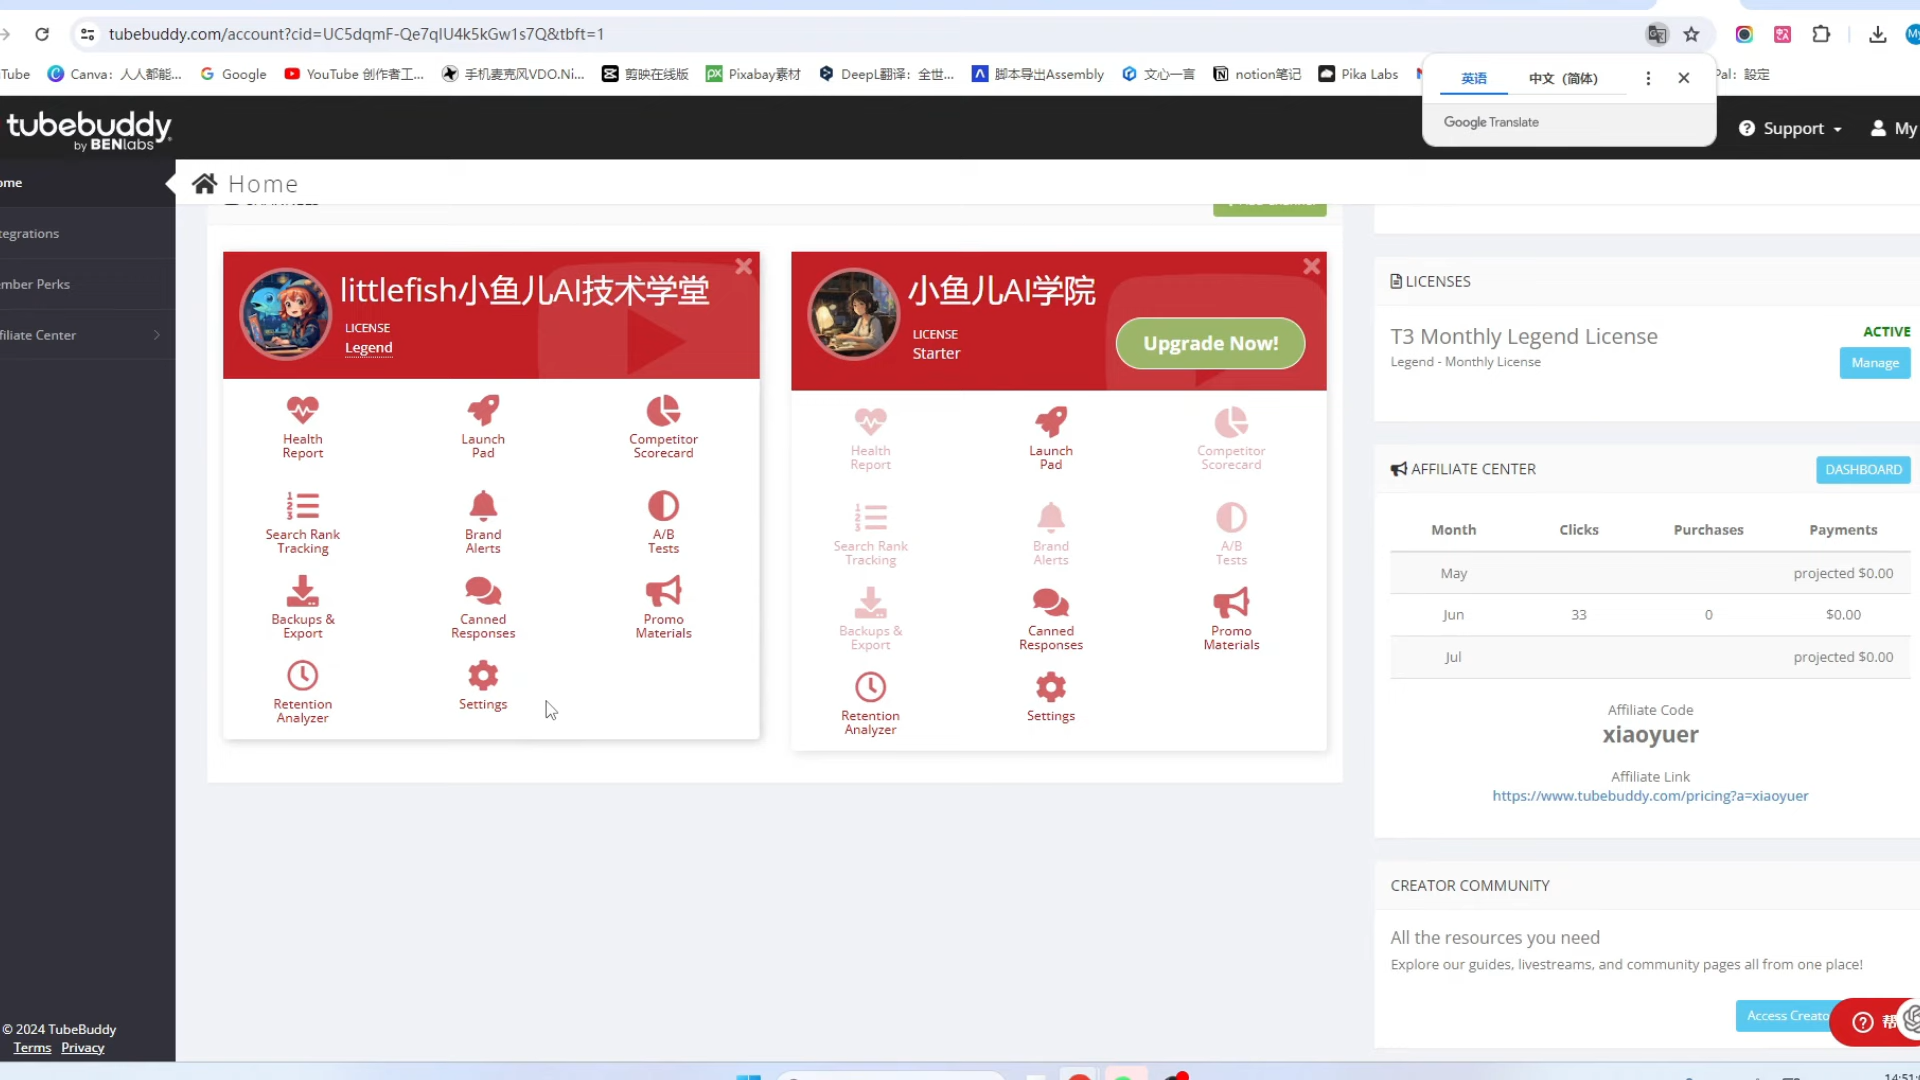 tubebuddy.com/account?cid=UC5dqmF-Qe7qIU4k5kGw1s7Q&tbft=1
Tube
Canva：人人都能...
Google
YouTube 创作者工...
手机麦克风VDO.Ni...
剪映在线版
Pixabay素材
DeepL翻译：全世...
脚本导出Assembly
文心一言
notion笔记
Pika Labs
Pal：設定
英语
中文（简体）
Google Translate
tubebuddy
by BENlabs
Support
My
ome
tegrations
mber Perks
filiate Center
Home
littlefish小鱼儿AI技术学堂
LICENSE
Legend
Health
Report
Launch
Pad
Competitor
Scorecard
Search Rank
Tracking
Brand
Alerts
A/B
Tests
Backups &
Export
Canned
Responses
Promo
Materials
Retention
Analyzer
Settings
小鱼儿AI学院
LICENSE
Starter
Upgrade Now!
Health
Report
Launch
Pad
Competitor
Scorecard
Search Rank
Tracking
Brand
Alerts
A/B
Tests
Backups &
Export
Canned
Responses
Promo
Materials
Retention
Analyzer
Settings
LICENSES
T3 Monthly Legend License
ACTIVE
Legend - Monthly License
Manage
AFFILIATE CENTER
DASHBOARD
Month Clicks Purchases Payments
May projected $0.00
Jun 33 0 $0.00
Jul projected $0.00
Affiliate Code
xiaoyuer
Affiliate Link
https://www.tubebuddy.com/pricing?a=xiaoyuer
CREATOR COMMUNITY
All the resources you need
Explore our guides, livestreams, and community pages all from one place!
Access Creato
帮
© 2024 TubeBuddy
Terms Privacy